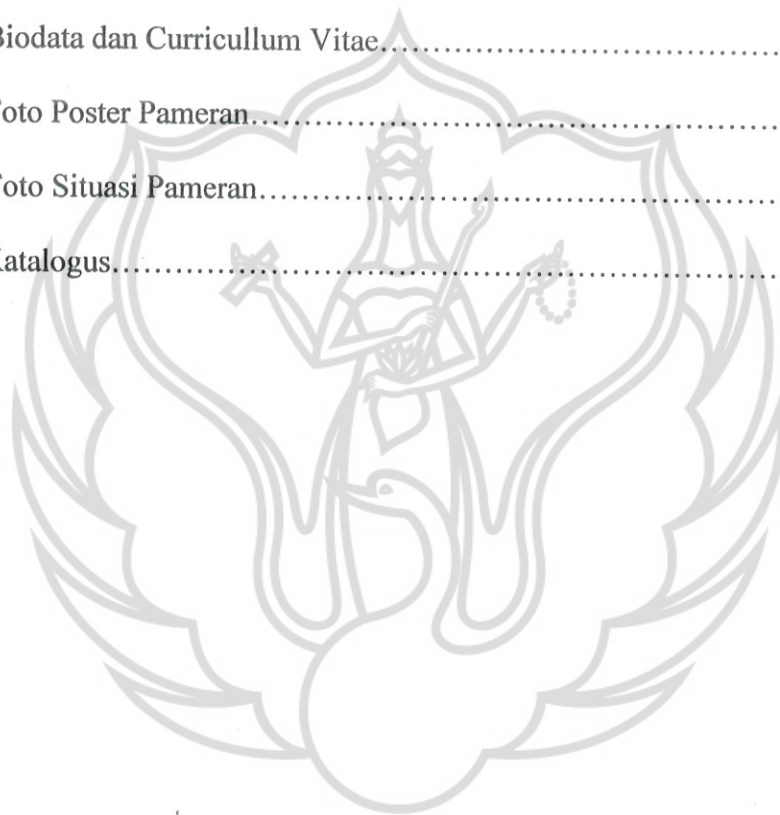 Biodata dan Curricullum Vitae.......................................
Foto Poster Pameran.......................................................
Foto Situasi Pameran......................................................
Katalogus........................................................................